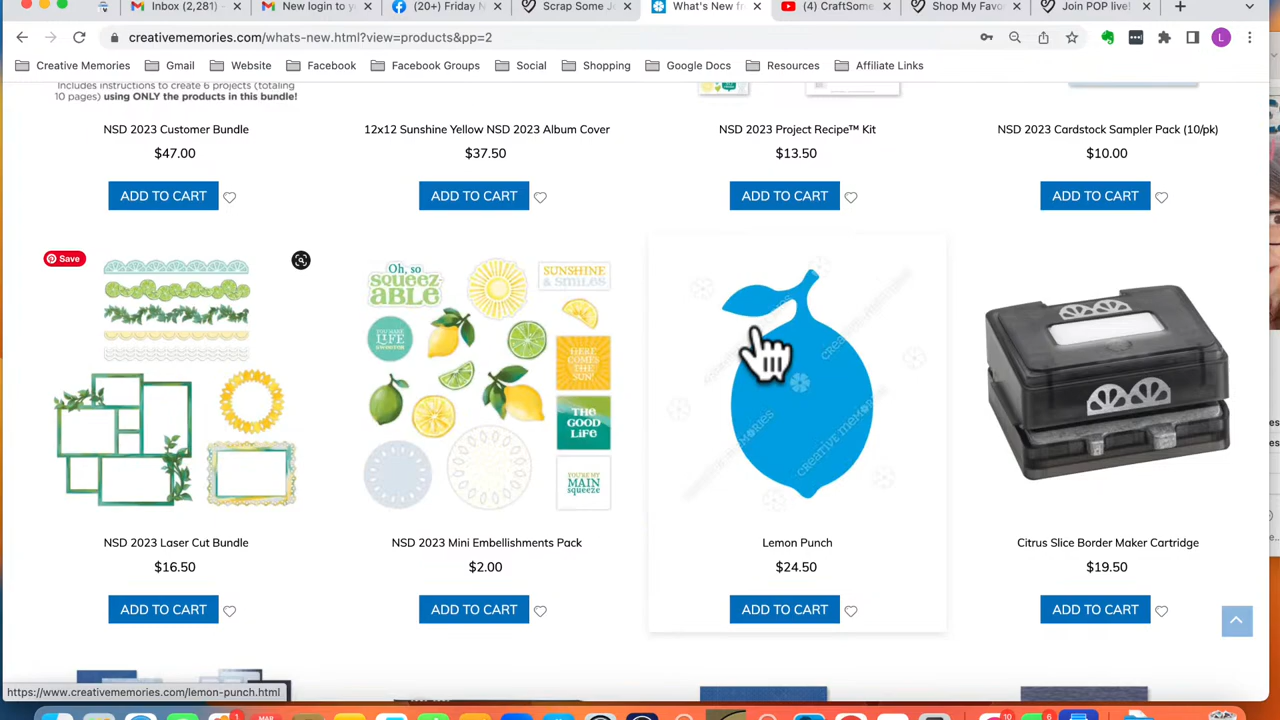 Inbox (2,281) -
New login to y
(20+) Friday N
Scrap Some Jo
What's New fr
(4) CraftSome
Shop My Favor
Join POP live!
creativememories.com/whats-new.html?view=products&pp=2
L
Creative Memories
Gmail
Website
Facebook
Facebook Groups
Social
Shopping
Google Docs
Resources
Affiliate Links
Includes instructions to create 6 projects (totaling
10 pages) using ONLY the products in this bundle!
NSD 2023 Customer Bundle
12x12 Sunshine Yellow NSD 2023 Album Cover
NSD 2023 Project Recipe™ Kit
NSD 2023 Cardstock Sampler Pack (10/pk)
$47.00
$37.50
$13.50
$10.00
ADD TO CART
ADD TO CART
ADD TO CART
ADD TO CART
Save
Oh, so
squeez
able
SUNSHINE
& SMILES
HERE
COMES
THE
SUN!
THE
GOOD
LIFE
YOU'RE MY
MAIN
squeeze
CREATIVE MEMORIES
NSD 2023 Laser Cut Bundle
NSD 2023 Mini Embellishments Pack
Lemon Punch
Citrus Slice Border Maker Cartridge
$16.50
$2.00
$24.50
$19.50
ADD TO CART
ADD TO CART
ADD TO CART
ADD TO CART
https://www.creativememories.com/lemon-punch.html